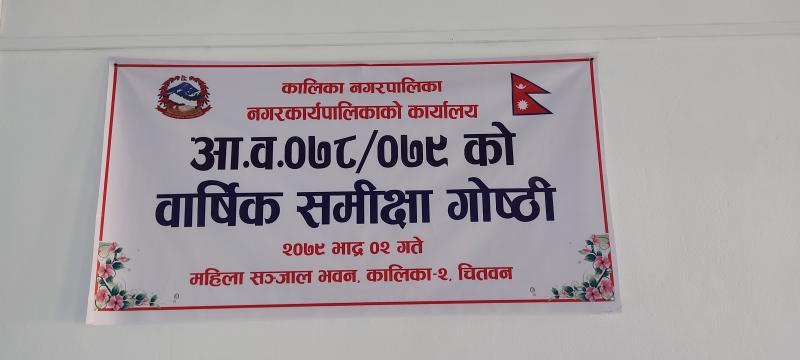 कालिका नगरपालिका
नगरकार्यपालिकाको कार्यालय
आ.व.०७८/०७९ को
वार्षिक समीक्षा गोष्ठी
२०७९ भाद्र ०२ गते
महिला सञ्जाल भवन, कालिका-२, चितवन